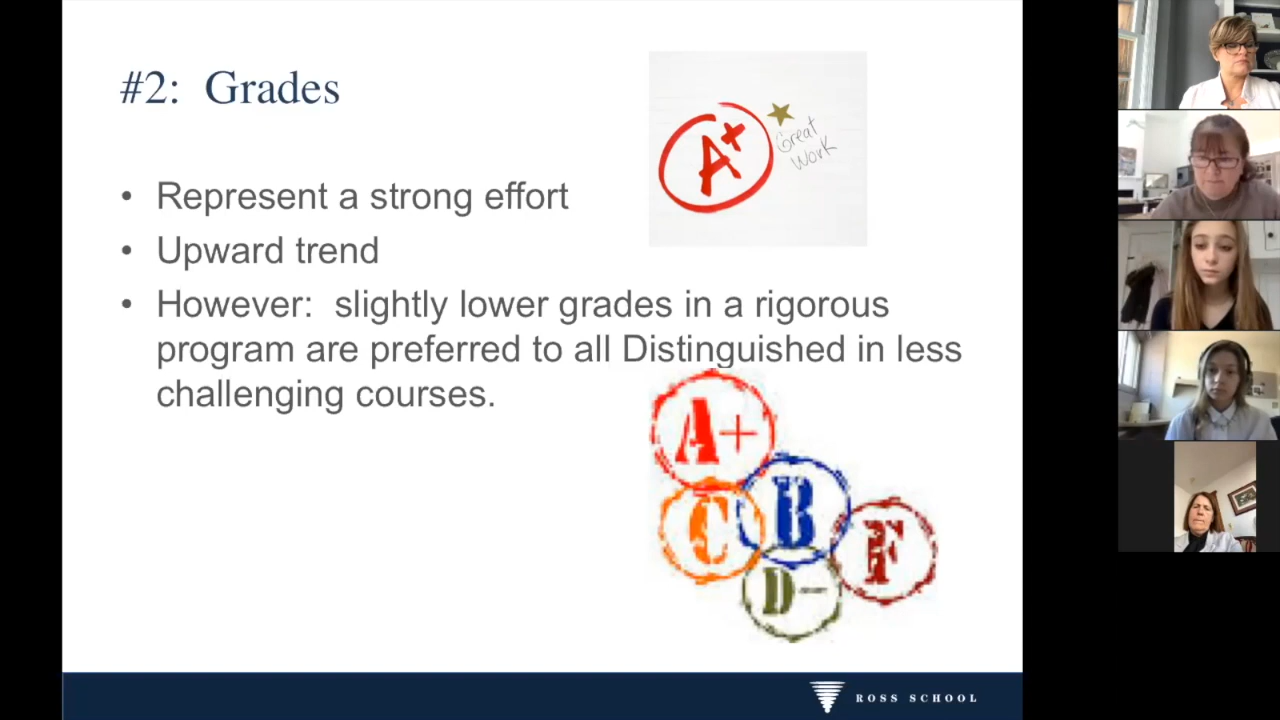 #2: Grades
A+
Great
Work
• Represent a strong effort
• Upward trend
• However: slightly lower grades in a rigorous
program are preferred to all Distinguished in less
challenging courses.
A+
C B F
D-
ROSS SCHOOL